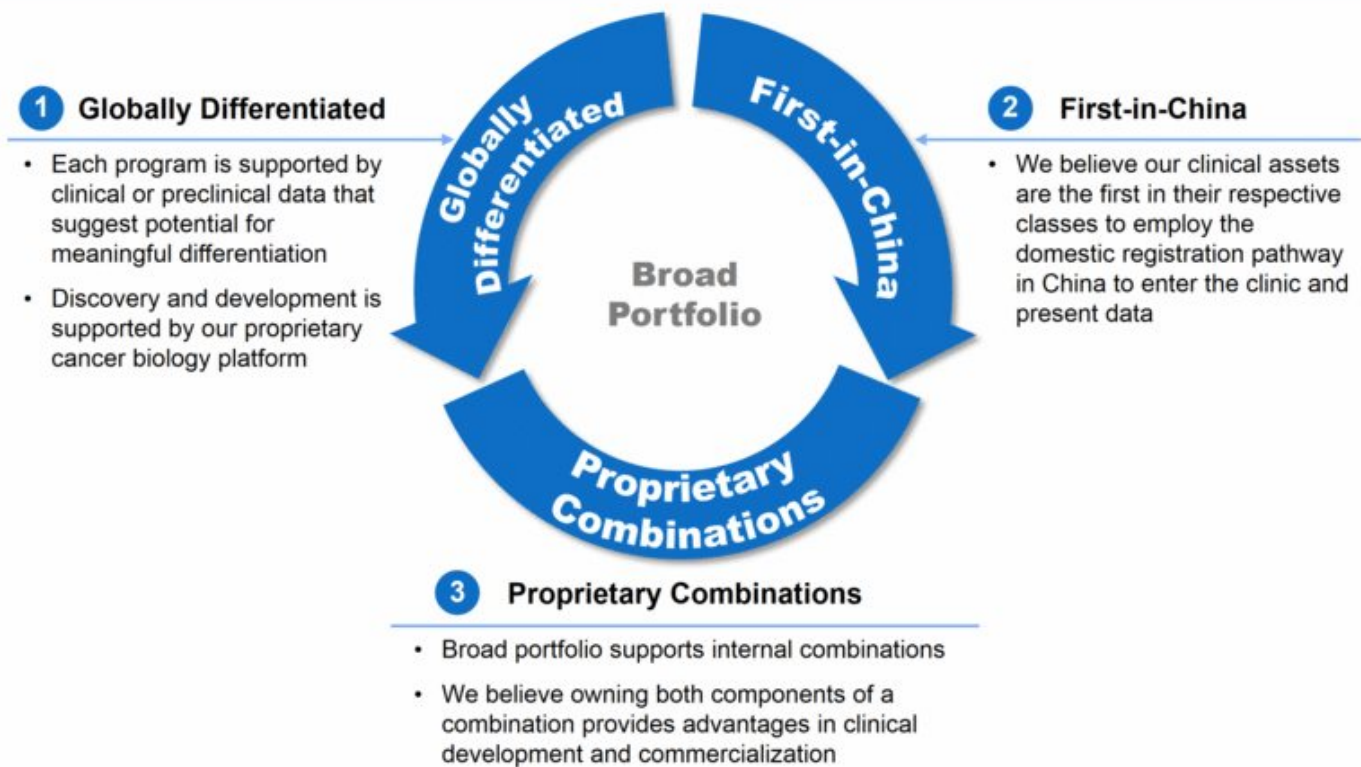 1 Globally Differentiated
• Each program is supported by
clinical or preclinical data that
suggest potential for
meaningful differentiation
• Discovery and development is
supported by our proprietary
cancer biology platform
Globally
Differentiated
First-in-China
Broad
Portfolio
Proprietary
Combinations
2 First-in-China
• We believe our clinical assets
are the first in their respective
classes to employ the
domestic registration pathway
in China to enter the clinic and
present data
3 Proprietary Combinations
• Broad portfolio supports internal combinations
• We believe owning both components of a
combination provides advantages in clinical
development and commercialization